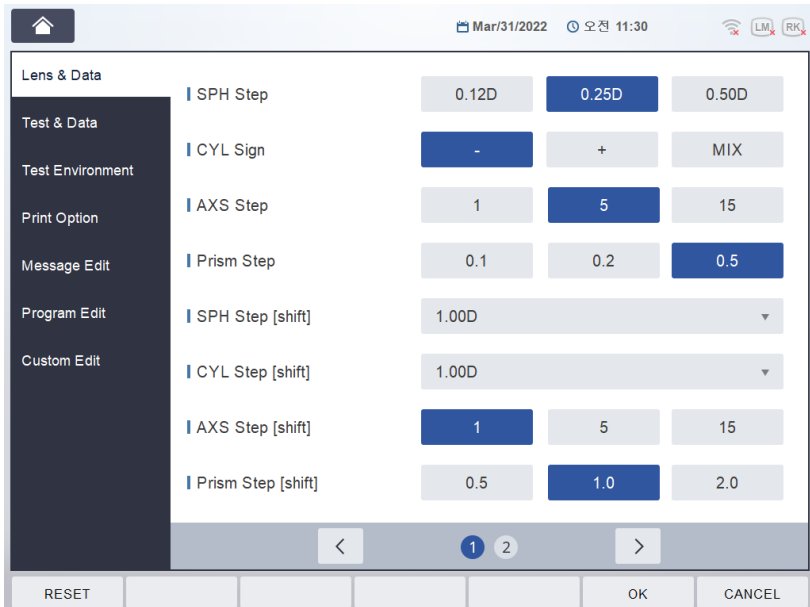 Mar/31/2022 오전 11:30 LM RK
Lens & Data
Test & Data
Test Environment
Print Option
Message Edit
Program Edit
Custom Edit
SPH Step 0.12D 0.25D 0.50D
CYL Sign - + MIX
AXS Step 1 5 15
Prism Step 0.1 0.2 0.5
SPH Step [shift] 1.00D
CYL Step [shift] 1.00D
AXS Step [shift] 1 5 15
Prism Step [shift] 0.5 1.0 2.0
< 1 2 >
RESET OK CANCEL